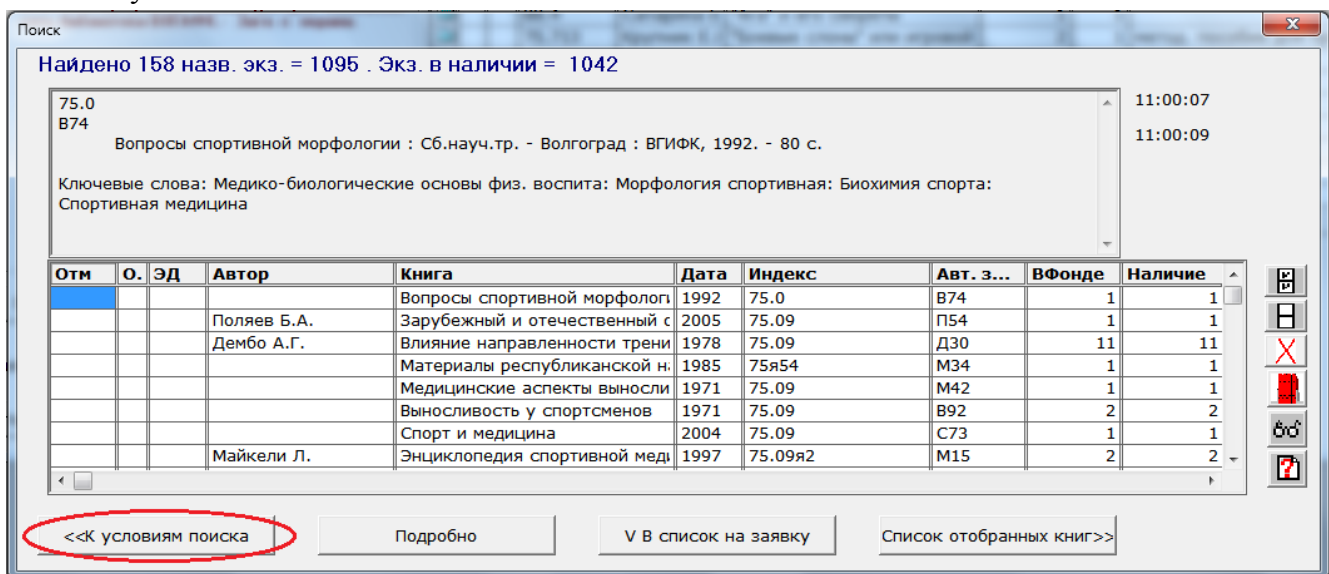 Поиск
Найдено 158 назв. экз. = 1095 . Экз. в наличии = 1042
75.0
В74
Вопросы спортивной морфологии : Сб.науч.тр. - Волгоград : ВГИФК, 1992. - 80 с.
Ключевые слова: Медико-биологические основы физ. воспита: Морфология спортивная: Биохимия спорта:
Спортивная медицина
11:00:07
11:00:09
Отм О. ЭД Автор Книга Дата Индекс Авт. з... ВФонде Наличие
Вопросы спортивной морфологи 1992 75.0 В74 1 1
Поляев Б.А. Зарубежный и отечественный с 2005 75.09 П54 1 1
Дембо А.Г. Влияние направленности трени 1978 75.09 Д30 11 11
Материалы республиканской на 1985 75я54 М34 1 1
Медицинские аспекты выносли 1971 75.09 М42 1 1
Выносливость у спортсменов 1971 75.09 В92 2 2
Спорт и медицина 2004 75.09 С73 1 1
Майкели Л. Энциклопедия спортивной меди 1997 75.09я2 М15 2 2
<<К условиям поиска Подробно V В список на заявку Список отобранных книг>>